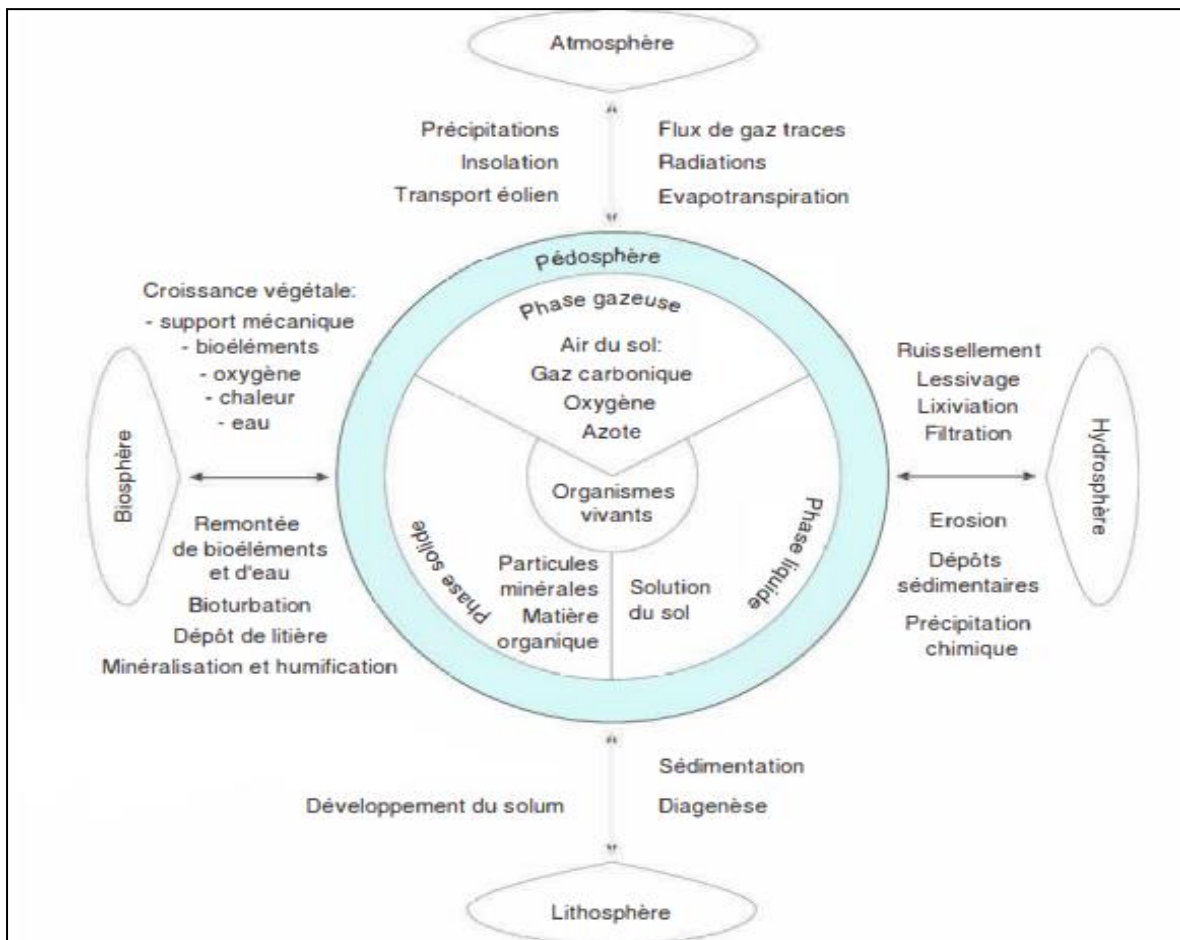 Atmosphère
Précipitations
Insolation
Transport éolien
Flux de gaz traces
Radiations
Evapotranspiration
Pédosphère
Phase gazeuse
Air du sol:
Gaz carbonique
Oxygène
Azote
Organismes
vivants
Phase solide
Particules
minérales
Matière
organique
Phase liquide
Solution
du sol
Croissance végétale:
- support mécanique
- bioéléments
- oxygène
- chaleur
- eau
Biosphère
Remontée
de bioéléments
et d'eau
Bioturbation
Dépôt de litière
Minéralisation et humification
Ruissellement
Lessivage
Lixiviation
Filtration
Hydrosphère
Erosion
Dépôts
sédimentaires
Précipitation
chimique
Développement du solum
Sédimentation
Diagenèse
Lithosphère